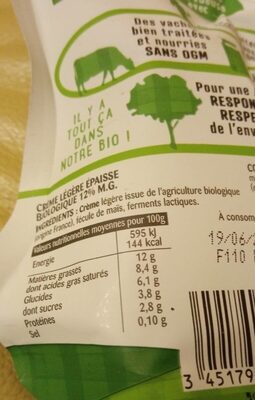 Des vach
bien traitées
et nourries
SANS OGM
IL Y A
TOUT ÇA
DANS
NOTRE BIO !
Pour une
RESPON
RESPE
de l'env
CRÈME LÉGÈRE ÉPAISSE
BIOLOGIQUE 12% M.G.
INGRÉDIENTS : Crème légère issue de l'agriculture biologique
(origine France), fécule de maïs, ferments lactiques.
Valeurs nutritionnelles moyennes pour 100g
Energie 595 kJ
144 kcal
Matières grasses 12 g
dont acides gras saturés 8,4 g
Glucides 6,1 g
dont sucres 3,8 g
Protéines 2,8 g
Sel 0,10 g
À consom
19/06/2
F110
3 45179